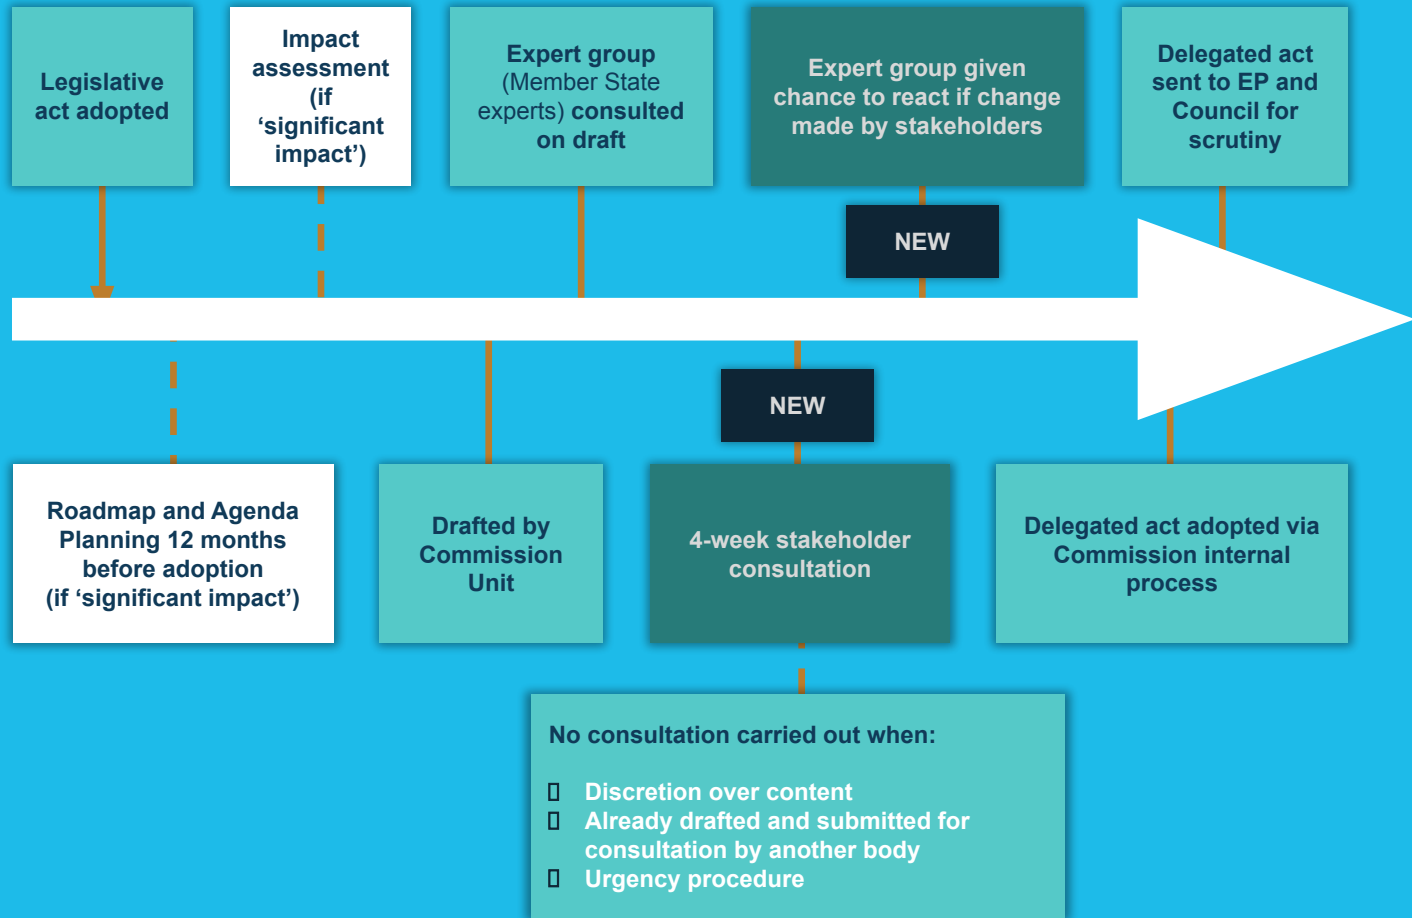 Legislative
act adopted
Impact
assessment
(if
‘significant
impact’)
Expert group
(Member State
experts) consulted
on draft
Expert group given
chance to react if change
made by stakeholders
Delegated act
sent to EP and
Council for
scrutiny
NEW
NEW
Roadmap and Agenda
Planning 12 months
before adoption
(if ‘significant impact’)
Drafted by
Commission
Unit
4-week stakeholder
consultation
Delegated act adopted via
Commission internal
process
No consultation carried out when:
Discretion over content
Already drafted and submitted for
consultation by another body
Urgency procedure